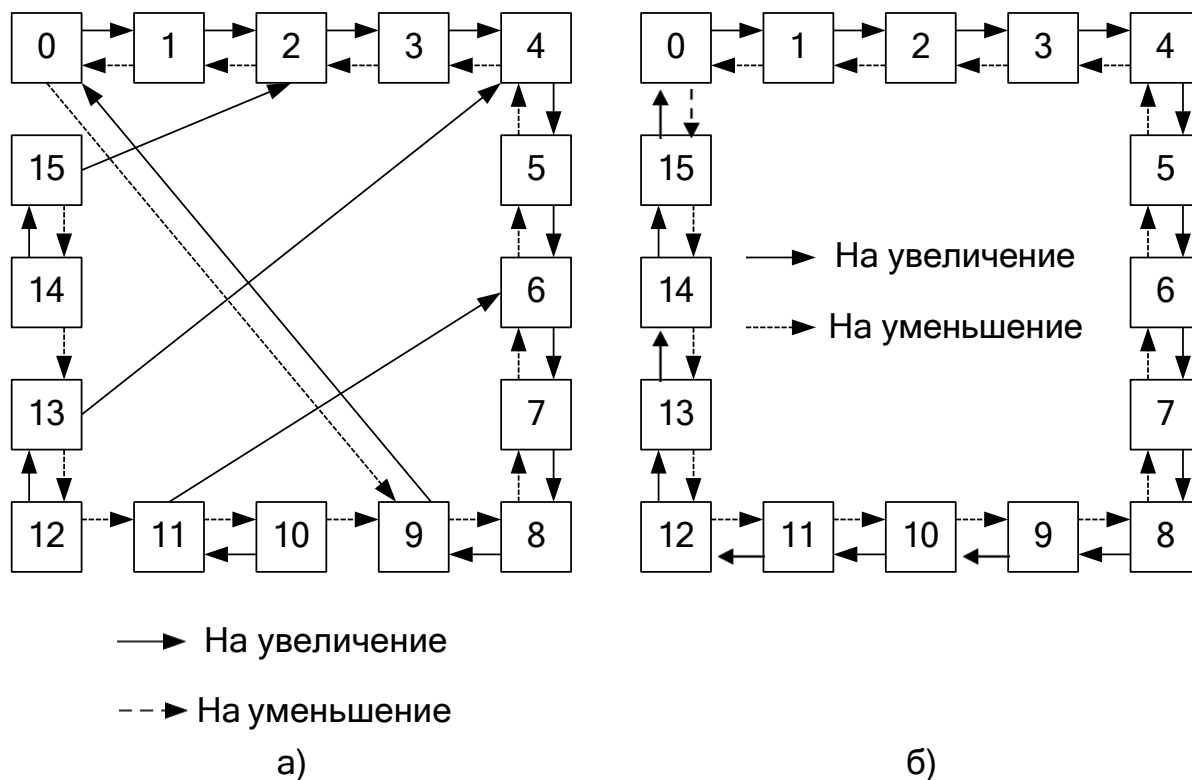 0 1 2 3 4
15 5
14 6
13 7
12 11 10 9 8
На увеличение
На уменьшение
а)
0 1 2 3 4
15 5
На увеличение
14 6
На уменьшение
13 7
12 11 10 9 8
б)